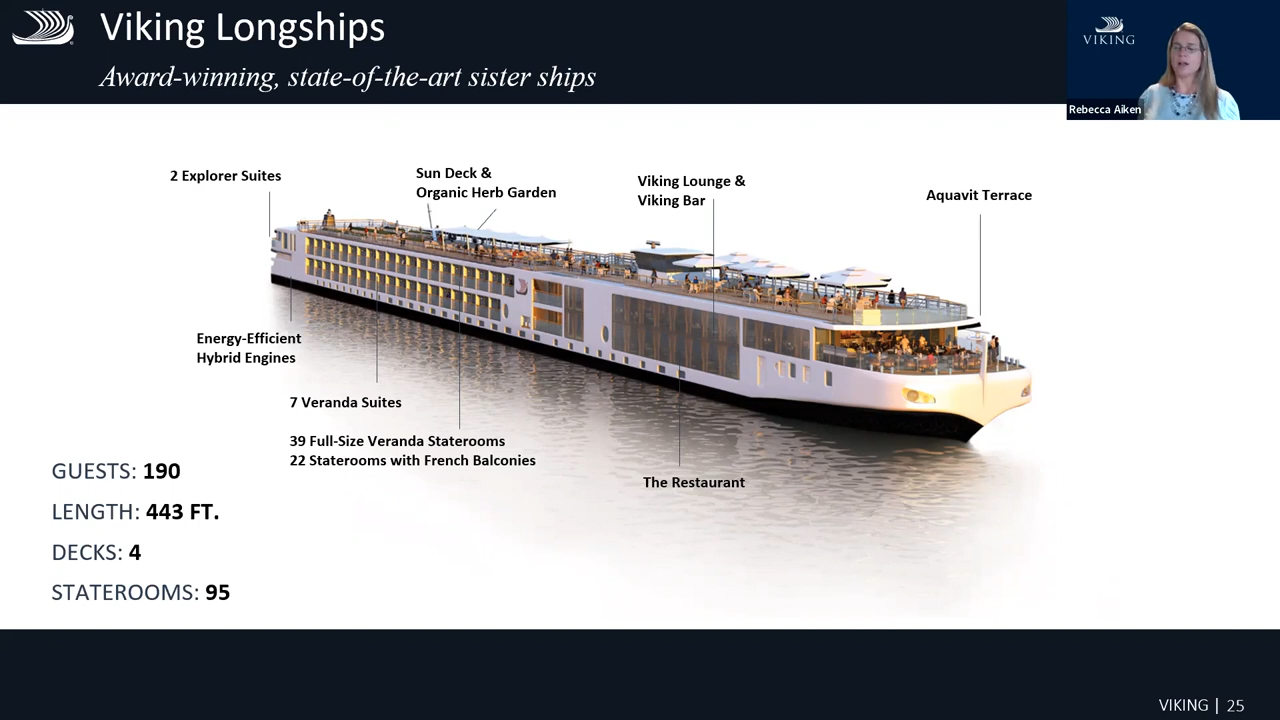 Viking Longships
Award-winning, state-of-the-art sister ships
VIKING
Rebecca Aiken
2 Explorer Suites
Sun Deck &
Organic Herb Garden
Viking Lounge &
Viking Bar
Aquavit Terrace
Energy-Efficient
Hybrid Engines
7 Veranda Suites
39 Full-Size Veranda Staterooms
22 Staterooms with French Balconies
The Restaurant
GUESTS: 190
LENGTH: 443 FT.
DECKS: 4
STATEROOMS: 95
VIKING | 25